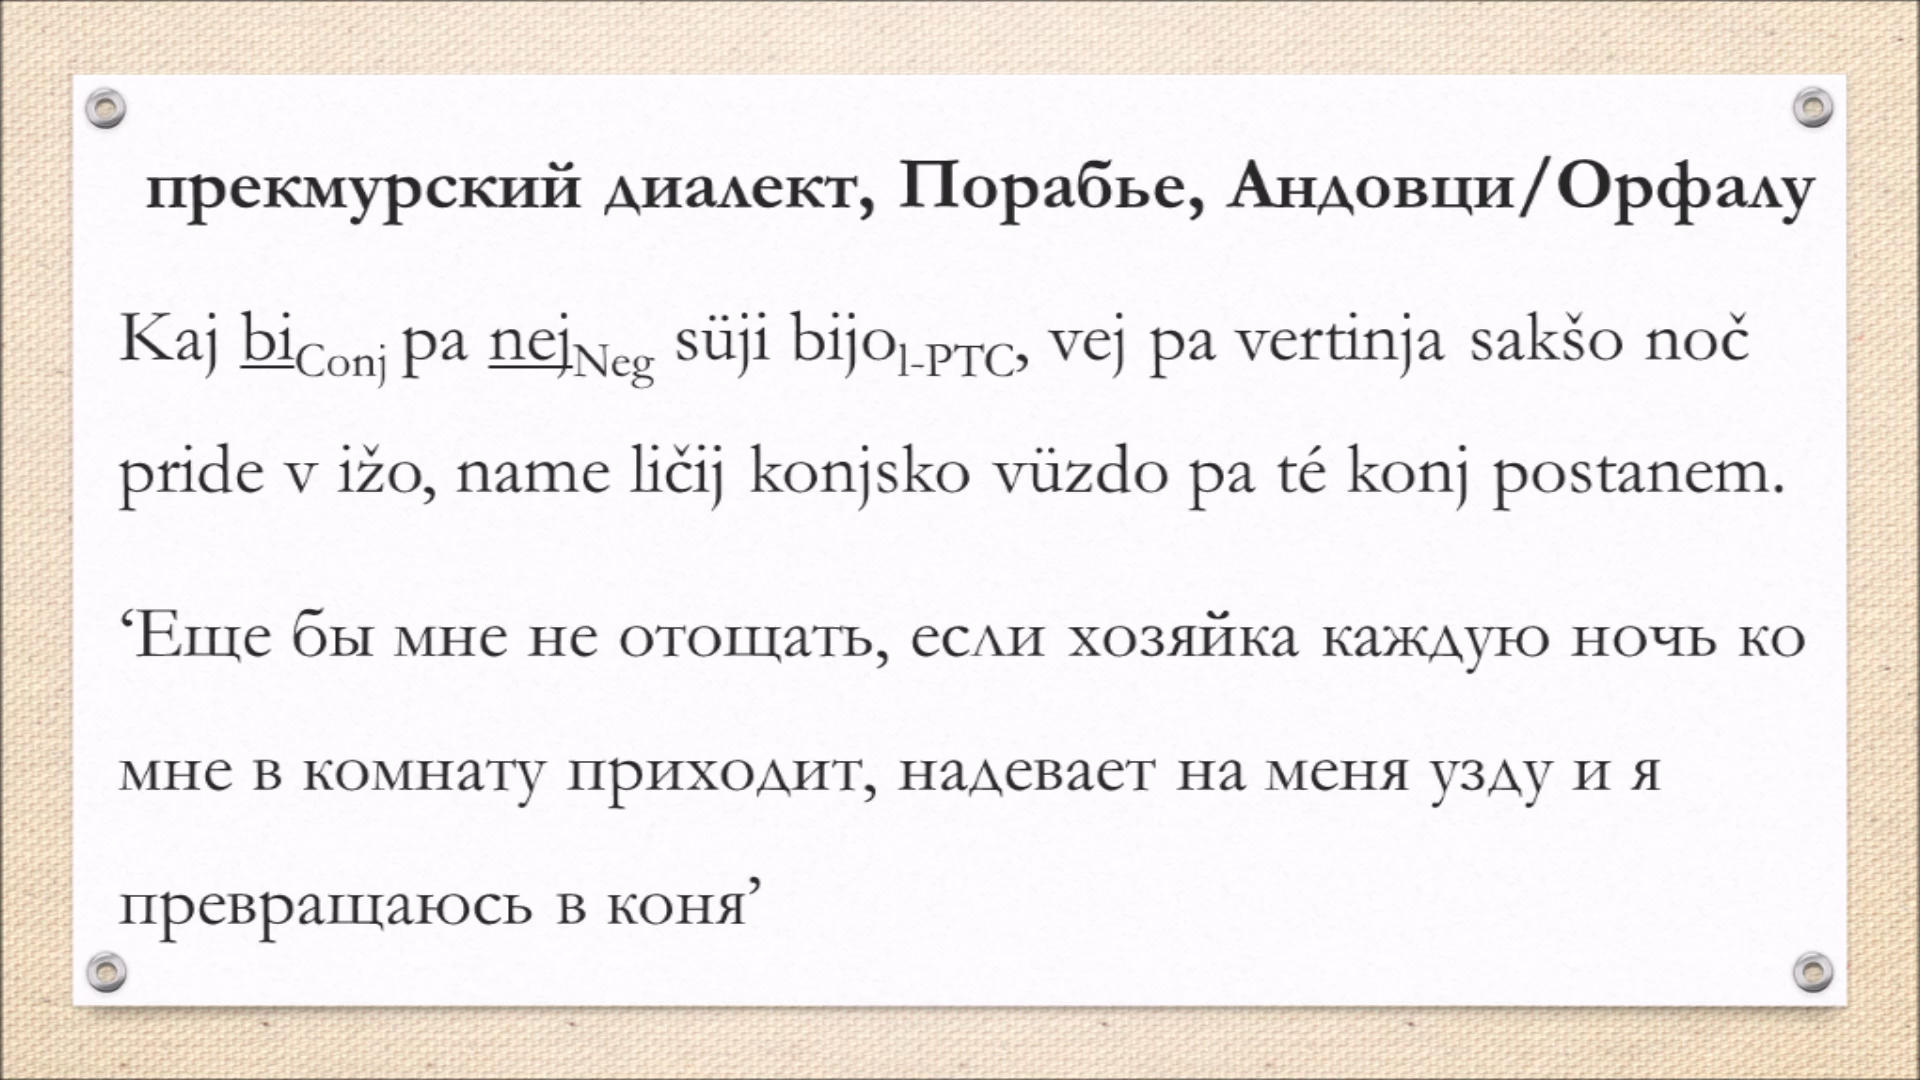 прекмурский диалект, Порабье, Андовци/Орфалу
Kaj biConj pa nejNeg süji bijol-PTC, vej pa vertinja sakšo noč
pride v ižo, name ličij konjsko vüzdo pa té konj postanem.
‘Еще бы мне не отощать, если хозяйка каждую ночь ко
мне в комнату приходит, надевает на меня узду и я
превращаюсь в коня’